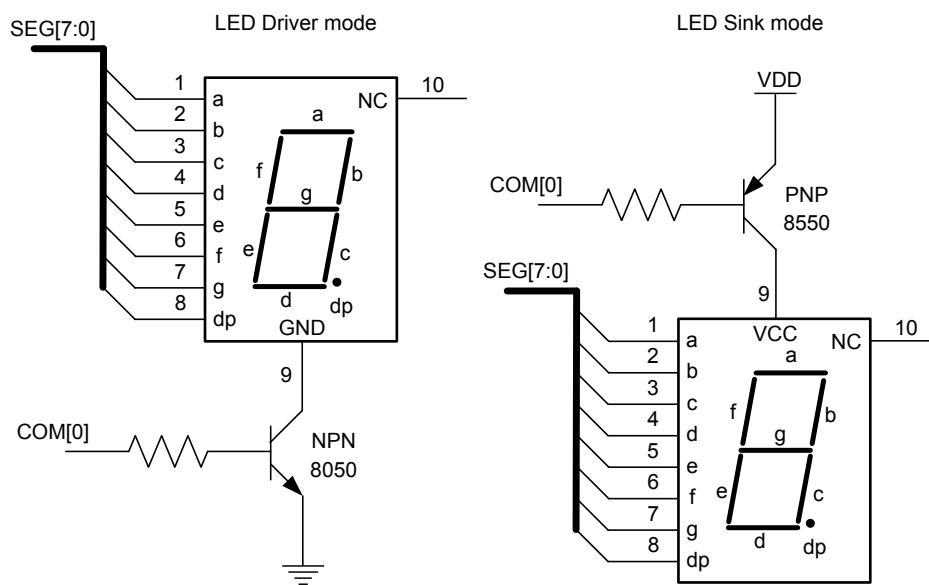 LED Driver mode
SEG[7:0]
1
2
3
4
5
6
7
8
a
b
c
d
e
f
g
dp
NC
10
a
f
b
g
e
c
d
dp
GND
9
COM[0]
NPN
8050
LED Sink mode
VDD
COM[0]
PNP
8550
9
SEG[7:0]
1
2
3
4
5
6
7
8
a
b
c
d
e
f
g
dp
VCC
NC
10
a
f
b
g
e
c
d
dp